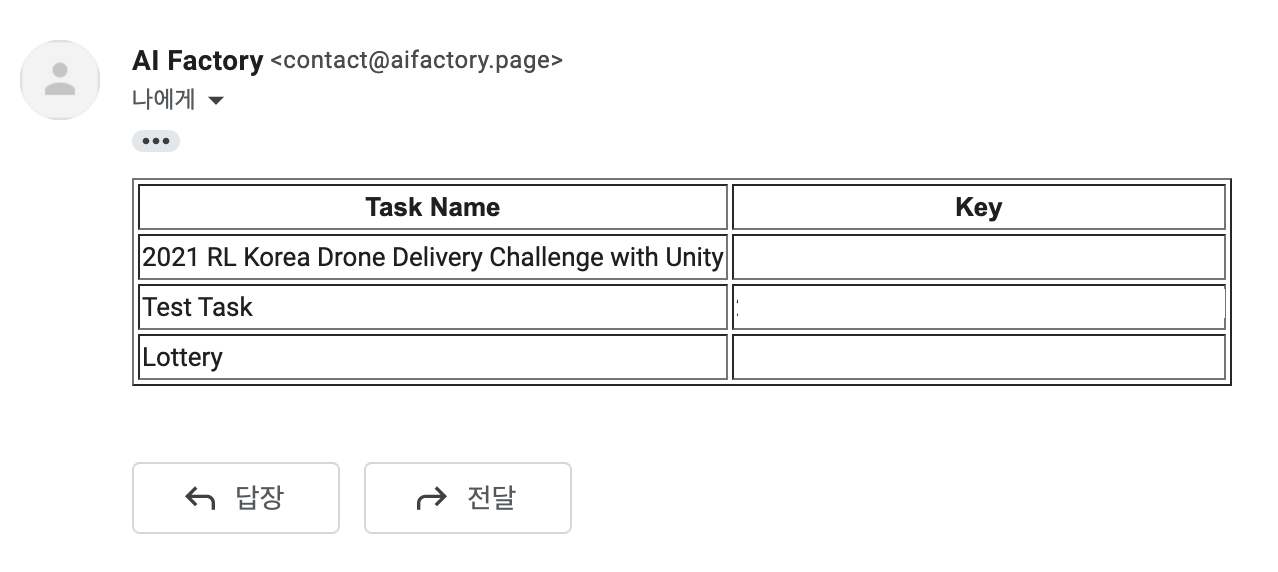 AI Factory <contact@aifactory.page>
나에게
Task Name Key
2021 RL Korea Drone Delivery Challenge with Unity
Test Task
Lottery
답장 전달